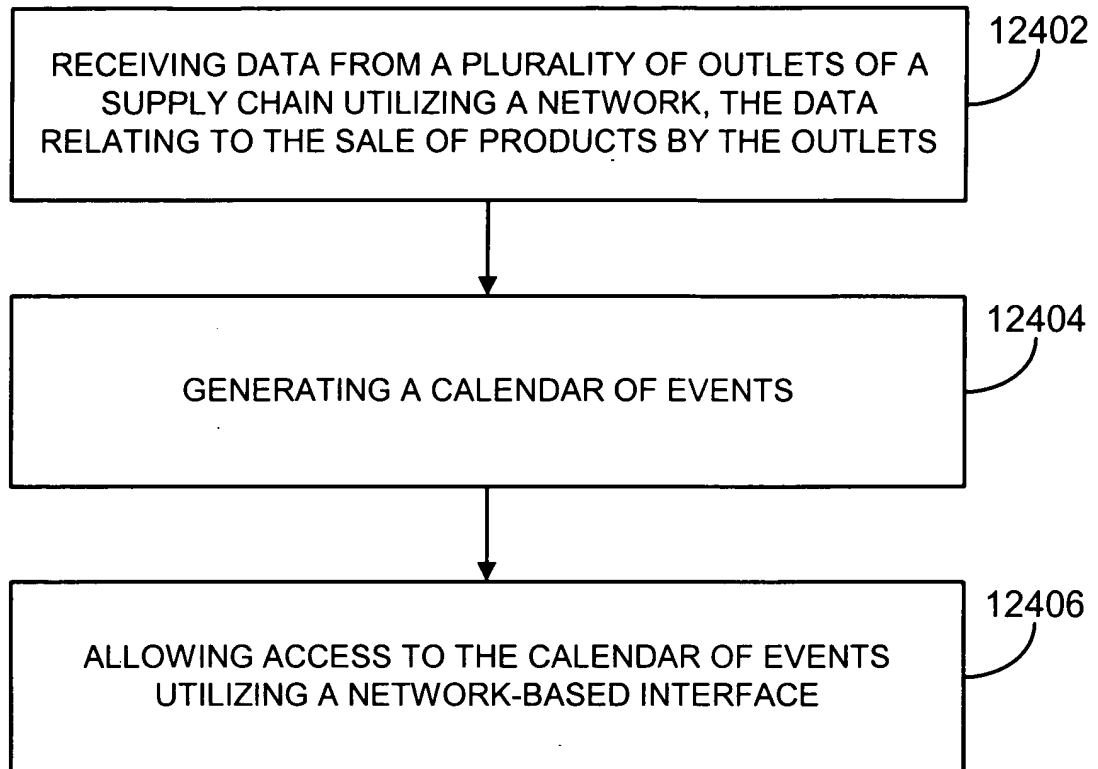 12402
RECEIVING DATA FROM A PLURALITY OF OUTLETS OF A
SUPPLY CHAIN UTILIZING A NETWORK, THE DATA
RELATING TO THE SALE OF PRODUCTS BY THE OUTLETS
12404
GENERATING A CALENDAR OF EVENTS
12406
ALLOWING ACCESS TO THE CALENDAR OF EVENTS
UTILIZING A NETWORK-BASED INTERFACE